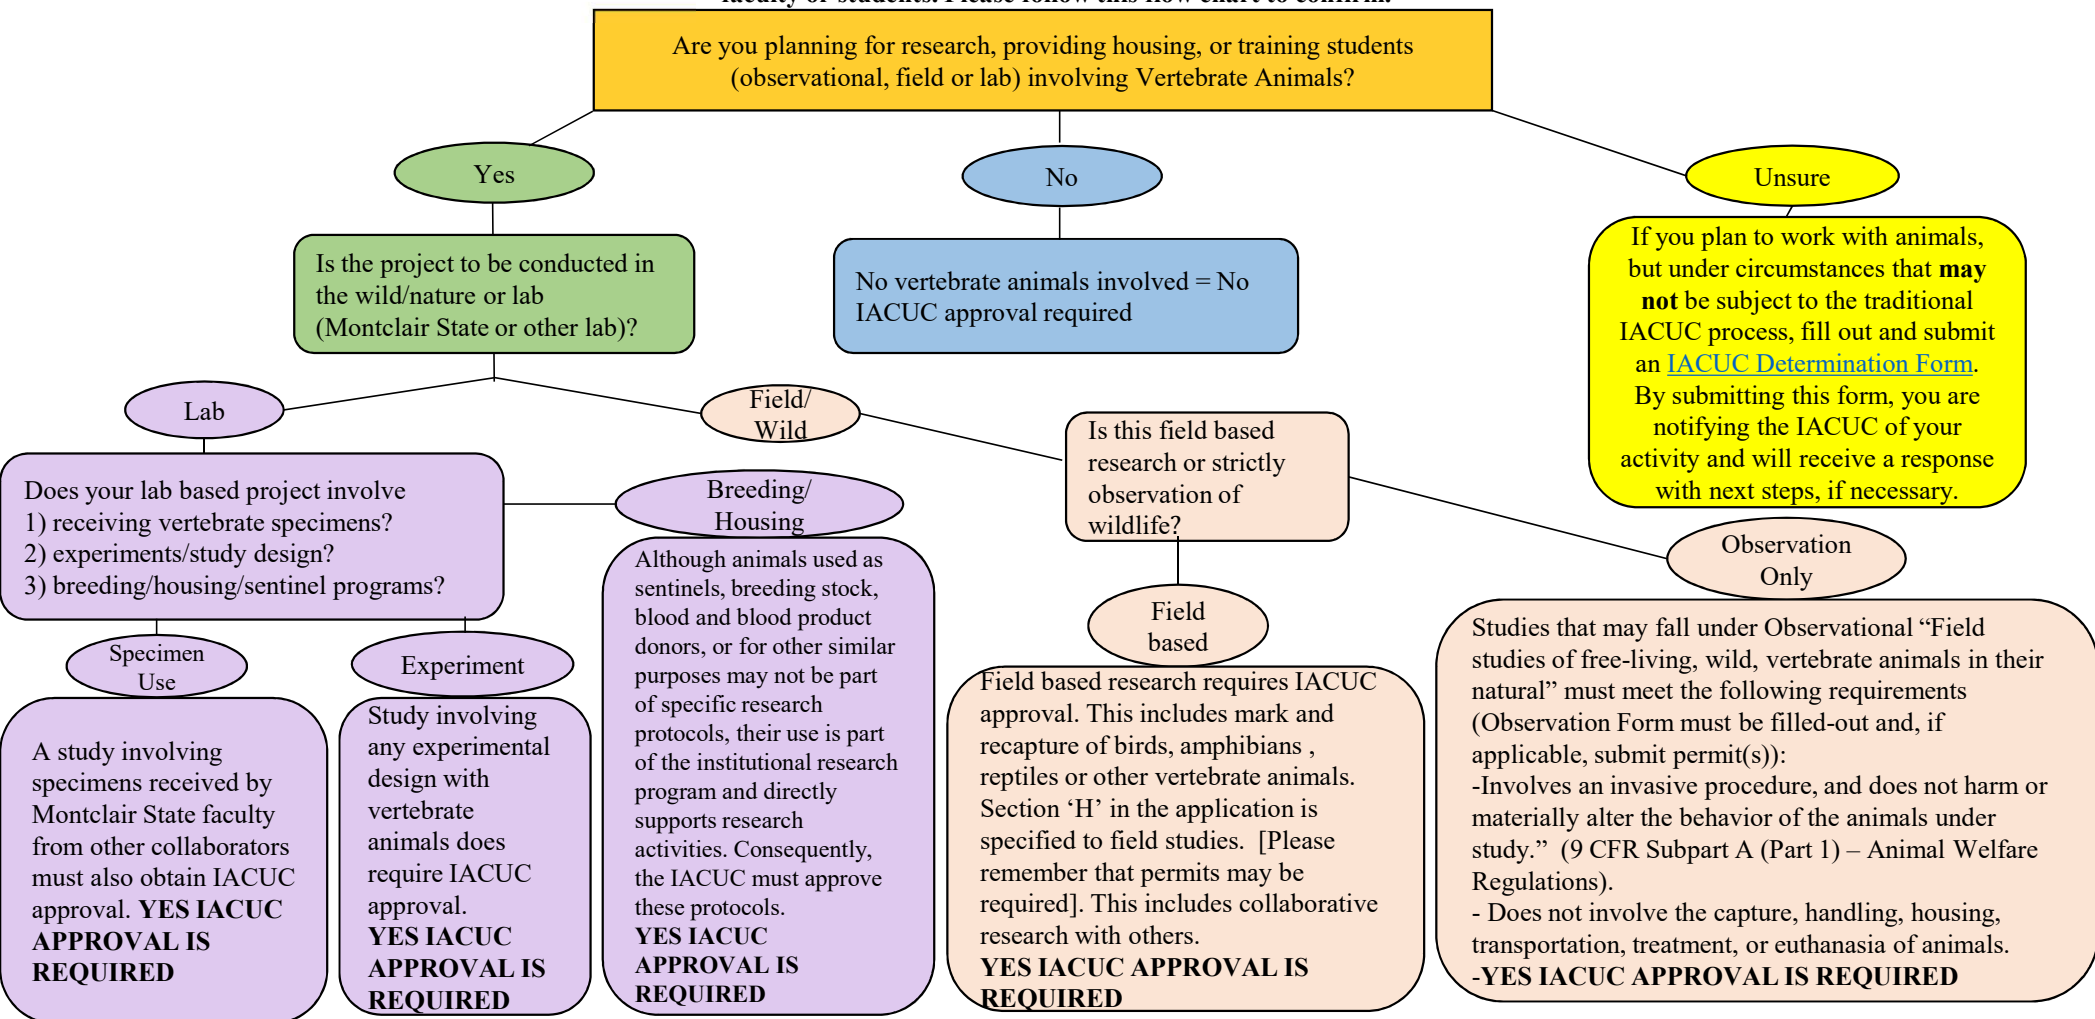 faculty or students. Please follow this flow chart to confirm.
Are you planning for research, providing housing, or training students
(observational, field or lab) involving Vertebrate Animals?
Yes
No
Unsure
Is the project to be conducted in
the wild/nature or lab
(Montclair State or other lab)?
No vertebrate animals involved = No
IACUC approval required
If you plan to work with animals,
but under circumstances that may
not be subject to the traditional
IACUC process, fill out and submit
an IACUC Determination Form.
By submitting this form, you are
notifying the IACUC of your
activity and will receive a response
with next steps, if necessary.
Lab
Field/
Wild
Does your lab based project involve
1) receiving vertebrate specimens?
2) experiments/study design?
3) breeding/housing/sentinel programs?
Breeding/
Housing
Is this field based
research or strictly
observation of
wildlife?
Observation
Only
Specimen
Use
Experiment
Field
based
A study involving
specimens received by
Montclair State faculty
from other collaborators
must also obtain IACUC
approval. YES IACUC
APPROVAL IS
REQUIRED
Study involving
any experimental
design with
vertebrate
animals does
require IACUC
approval.
YES IACUC
APPROVAL IS
REQUIRED
Although animals used as
sentinels, breeding stock,
blood and blood product
donors, or for other similar
purposes may not be part
of specific research
protocols, their use is part
of the institutional research
program and directly
supports research
activities. Consequently,
the IACUC must approve
these protocols.
YES IACUC
APPROVAL IS
REQUIRED
Field based research requires IACUC
approval. This includes mark and
recapture of birds, amphibians ,
reptiles or other vertebrate animals.
Section ‘H’ in the application is
specified to field studies.  [Please
remember that permits may be
required]. This includes collaborative
research with others.
YES IACUC APPROVAL IS
REQUIRED
Studies that may fall under Observational “Field
studies of free-living, wild, vertebrate animals in their
natural” must meet the following requirements
(Observation Form must be filled-out and, if
applicable, submit permit(s)):
-Involves an invasive procedure, and does not harm or
materially alter the behavior of the animals under
study.”  (9 CFR Subpart A (Part 1) – Animal Welfare
Regulations).
- Does not involve the capture, handling, housing,
transportation, treatment, or euthanasia of animals.
-YES IACUC APPROVAL IS REQUIRED